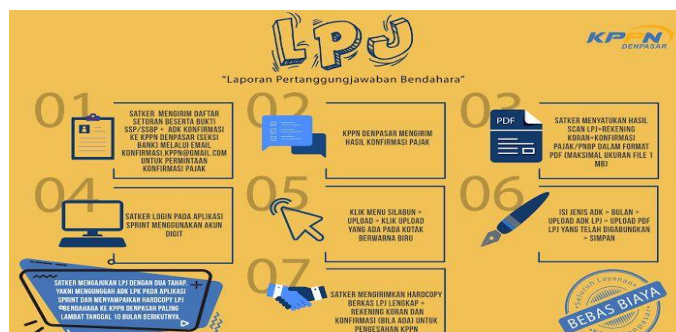 LPJ
KPPN
DENPASAR
"Laporan Pertanggungjawaban Bendahara"
01
SATKER MENGIRIM DAFTAR
SETORAN BESERTA BUKTI
SSP/SSBP + ADK KONFIRMASI
KE KPPN DENPASAR (SEKSI
BANK) MELALUI EMAIL
KONFIRMASI.KPPN@GMAIL.COM
UNTUK PERMINTAAN
KONFIRMASI PAJAK
02
KPPN DENPASAR MENGIRIM
HASIL KONFIRMASI PAJAK
03
PDF
SATKER MENYATUKAN HASIL
SCAN LPJ+REKENING
KORAN+KONFIRMASI
PAJAK/PNBP DALAM FORMAT
PDF (MAKSIMAL UKURAN FILE 1
MB)
04
SATKER LOGIN PADA APLIKASI
SPRINT MENGGUNAKAN AKUN
DIGIT
05
KLIK MENU SILABUN –
UPLOAD – KLIK UPLOAD
YANG ADA PADA KOTAK
BERWARNA BIRU
06
ISI JENIS ADK – BULAN –
UPLOAD ADK LPJ – UPLOAD PDF
LPJ YANG TELAH DIGABUNGKAN
– SIMPAN
SATKER MENGAJUKAN LPJ DENGAN DUA TAHAP,
YAKNI MENGUNGGAH ADK LPK PADA APLIKASI
SPRINT DAN MENYAMPAIKAN HARDCOPY LPJ
BENDAHARA KE KPPN DENPASAR PALING
LAMBAT TANGGAL 10 BULAN BERIKUTNYA.
07
SATKER MENGIRIMKAN HARDCOPY
BERKAS LPJ LENGKAP +
REKENING KORAN DAN
KONFIRMASI (BILA ADA) UNTUK
PENGESAHAN KPPN
Seluruh Layanan
BEBAS BIAYA